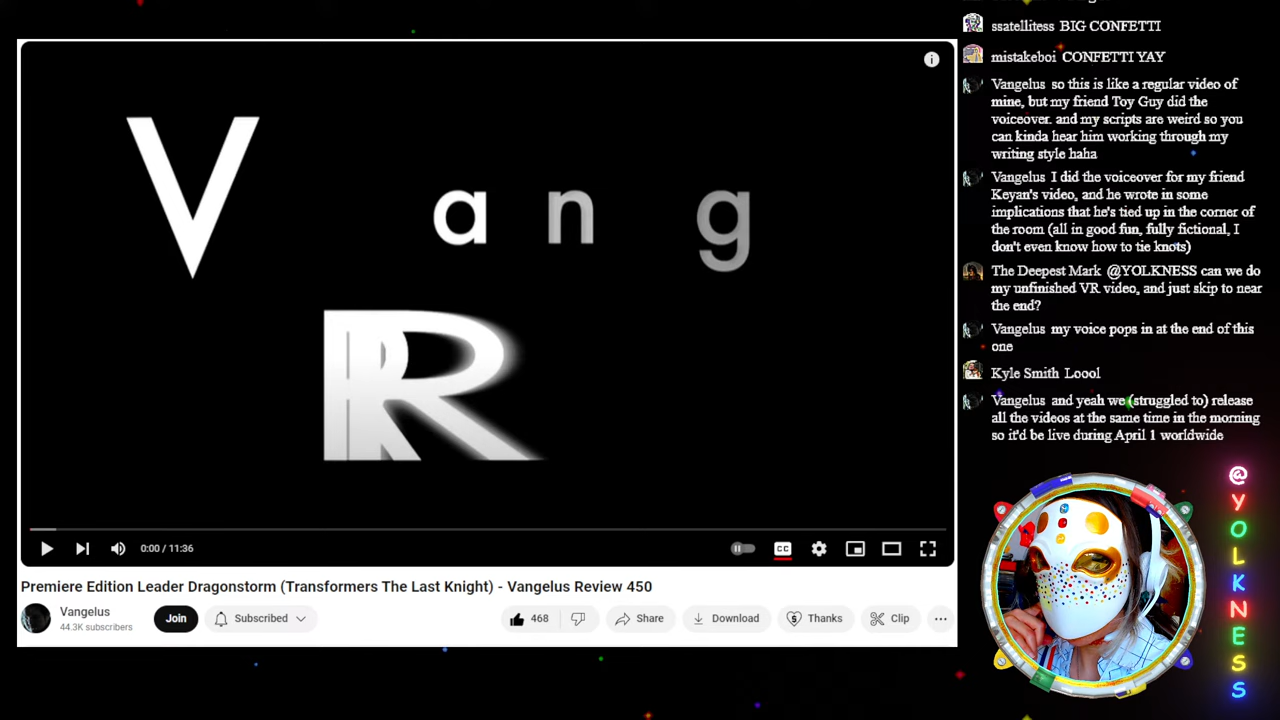 V a n g
R
0:00 / 11:36
CC
Premiere Edition Leader Dragonstorm (Transformers The Last Knight) - Vangelus Review 450
Vangelus
44.3K subscribers
Join
Subscribed
468
Share
Download
Thanks
Clip
ssatellitess BIG CONFETTI
mistakeboi CONFETTI YAY
Vangelus so this is like a regular video of
mine, but my friend Toy Guy did the
voiceover. and my scripts are weird so you
can kinda hear him working through my
writing style haha
Vangelus I did the voiceover for my friend
Keyan's video, and he wrote in some
implications that he's tied up in the corner of
the room (all in good fun, fully fictional, I
don't even know how to tie knots)
The Deepest Mark @YOLKNESS can we do
my unfinished VR video, and just skip to near
the end?
Vangelus my voice pops in at the end of this
one
Kyle Smith Loool
Vangelus and yeah we (struggled to) release
all the videos at the same time in the morning
so it'd be live during April 1 worldwide
@YOLKNESS